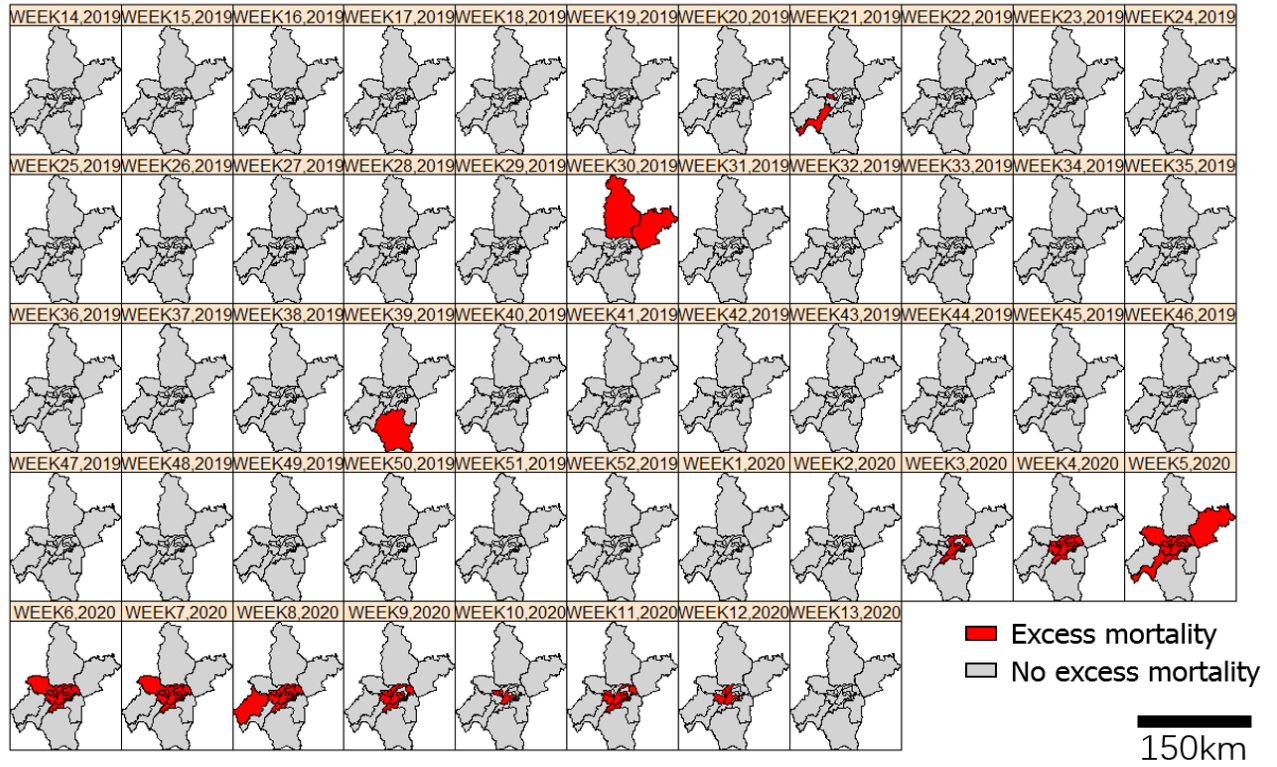 WEEK14,2019 WEEK15,2019 WEEK16,2019 WEEK17,2019 WEEK18,2019 WEEK19,2019 WEEK20,2019 WEEK21,2019 WEEK22,2019 WEEK23,2019 WEEK24,2019
WEEK25,2019 WEEK26,2019 WEEK27,2019 WEEK28,2019 WEEK29,2019 WEEK30,2019 WEEK31,2019 WEEK32,2019 WEEK33,2019 WEEK34,2019 WEEK35,2019
WEEK36,2019 WEEK37,2019 WEEK38,2019 WEEK39,2019 WEEK40,2019 WEEK41,2019 WEEK42,2019 WEEK43,2019 WEEK44,2019 WEEK45,2019 WEEK46,2019
WEEK47,2019 WEEK48,2019 WEEK49,2019 WEEK50,2019 WEEK51,2019 WEEK52,2019 WEEK1,2020 WEEK2,2020 WEEK3,2020 WEEK4,2020 WEEK5,2020
WEEK6,2020 WEEK7,2020 WEEK8,2020 WEEK9,2020 WEEK10,2020 WEEK11,2020 WEEK12,2020 WEEK13,2020
Excess mortality
No excess mortality
150km